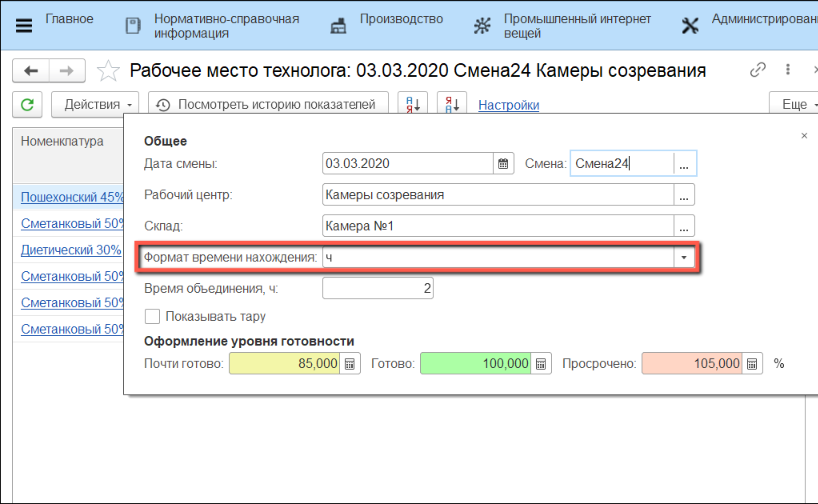 Главное
Нормативно-справочная
информация
Производство
Промышленный интернет
вещей
Администрирован
Рабочее место технолога: 03.03.2020 Смена24 Камеры созревания
Действия
Посмотреть историю показателей
А
Я
Я
А
Настройки
Еще
Номенклатура
Общее
Дата смены: 03.03.2020 Смена: Смена24 ...
Рабочий центр: Камеры созревания ...
Пошехонский 45%
Склад: Камера №1 ...
Сметанковый 50%
Диетический 30%
Формат времени нахождения: ч
Сметанковый 50%
Время объединения, ч: 2
Сметанковый 50%
Показывать тару
Сметанковый 50%
Оформление уровня готовности
Почти готово: 85,000 Готово: 100,000 Просрочено: 105,000 %